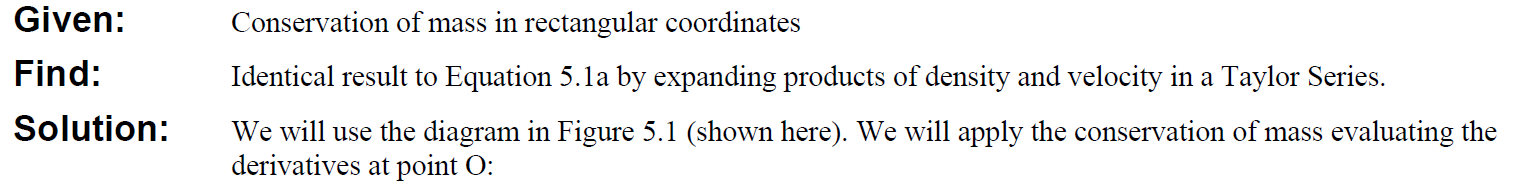 Given: Conservation of mass in rectangular coordinates
Find: Identical result to Equation 5.1a by expanding products of density and velocity in a Taylor Series.
Solution: We will use the diagram in Figure 5.1 (shown here). We will apply the conservation of mass evaluating the
derivatives at point O: